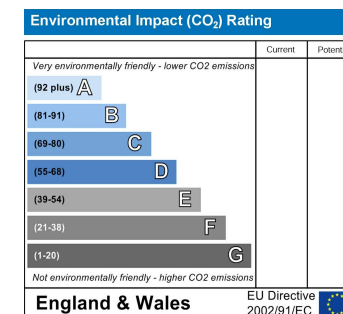 Environmental Impact (CO₂) Rating
Current Potent
Very environmentally friendly - lower CO2 emissions
(92 plus) A
(81-91) B
(69-80) C
(55-68) D
(39-54) E
(21-38) F
(1-20) G
Not environmentally friendly - higher CO2 emissions
England & Wales
EU Directive
2002/91/EC